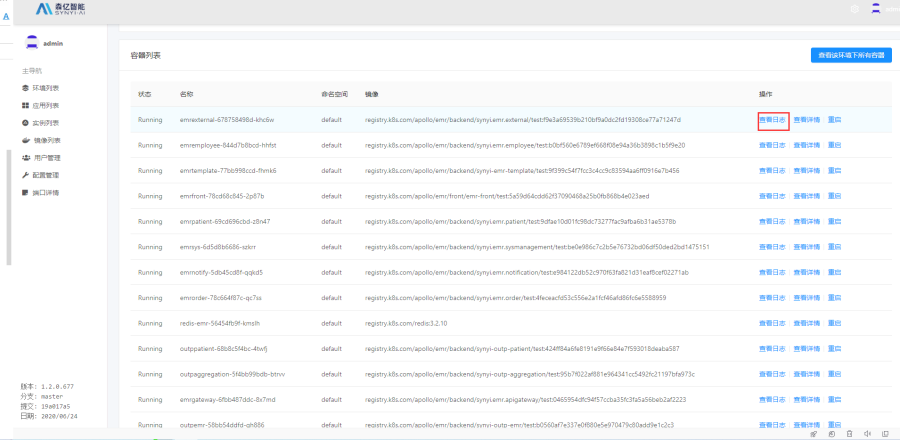 森亿智能
SYNYI-AI
admin
主导航
环境列表
应用列表
实例列表
镜像列表
用户管理
配置管理
端口详情
版本: 1.2.0.677
分支: master
提交: 19a017a5
日期: 2020/06/24
容器列表 查看该环境下所有容器
状态 名称 命名空间 镜像 操作
Running emrexternal-678758498d-khc6w default registry.k8s.com/apollo/emr/backend/synyi.emr.external/test:f9e3a69539b210bf9a0dc2fd19308ce77a71247d 查看日志 查看详情 重启
Running emremployee-844d7b8bcd-hhfst default registry.k8s.com/apollo/emr/backend/synyi.emr.employee/test:b0bf560e6789ef668f08e94a36b3898c1b5f9e20 查看日志 查看详情 重启
Running emrtemplate-77bb998ccd-fhmk6 default registry.k8s.com/apollo/emr/backend/synyi-emr-template/test:9f399c54f7fcc3c4cc9c83594aa6ff0916e7b456 查看日志 查看详情 重启
Running emrfront-78cd68c645-2p87b default registry.k8s.com/apollo/emr/front/emr-front/test:5a59d64cdd62f37090468a25b0fb868b4e023aed 查看日志 查看详情 重启
Running emrpatient-69cd696cbd-z8n47 default registry.k8s.com/apollo/emr/backend/synyi.emr.patient/test:9dfae10d01fc98dc73277fac9afba6b31ae5378b 查看日志 查看详情 重启
Running emrsys-6d5d8b6686-szkrr default registry.k8s.com/apollo/emr/backend/synyi.emr.sysmanagement/test:be0e986c7c2b5e76732bd06df50ded2bd1475151 查看日志 查看详情 重启
Running emrnotify-5db45cd8f-qqkd5 default registry.k8s.com/apollo/emr/backend/synyi.emr.notification/test:e984122db52c970f63fa821d31eaf8cef02271ab 查看日志 查看详情 重启
Running emrorder-78c664f87c-qc7ss default registry.k8s.com/apollo/emr/backend/synyi.emr.order/test:4feceacfd53c556e2a1fcf46afd86fc6e5588959 查看日志 查看详情 重启
Running redis-emr-56454fb9f-kmslh default registry.k8s.com/redis:3.2.10 查看日志 查看详情 重启
Running outppatient-68b8c5f4bc-4twfj default registry.k8s.com/apollo/emr/backend/synyi-outp-patient/test:424ff84a6fe8191e9f66e84e7f593018deaba587 查看日志 查看详情 重启
Running outpaggregation-5f4bb99bdb-btrvv default registry.k8s.com/apollo/emr/backend/synyi-outp-aggregation/test:95b7f022af881e964341cc5492fc21197bfa973c 查看日志 查看详情 重启
Running emrgateway-6fbb487ddc-8x7md default registry.k8s.com/apollo/emr/backend/synyi.emr.apigateway/test:0465954dfc94f57ccba35fc3fa5a56beb2af2223 查看日志 查看详情 重启
Running outpemr-58bb54ddfd-qh886 default registry.k8s.com/apollo/emr/backend/synyi-outp-emr/test:b0560af7e337e0f880e5e970479c80add9e1c2c3 查看日志 查看详情 重启